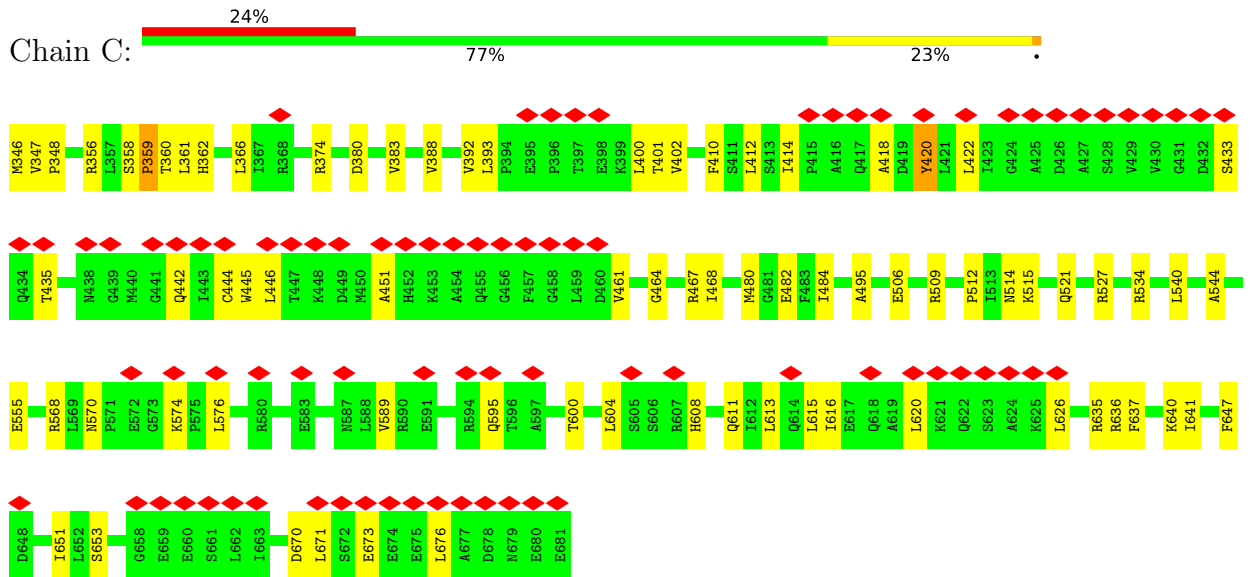 24%
Chain C:
77% 23% .
M346 V347 P348 R356 L357 S358 P359 T360 L361 H362 L366 I367 R368 R374 D380 V383 V388 V392 L393 P394 E395 P396 T397 E398 K399 L400 T401 V402 F410 S411 L412 S413 I414 P415 A416 Q417 A418 D419 Y420 L421 L422 I423 G424 A425 D426 A427 S428 V429 V430 G431 D432 S433
Q434 T435 N438 G439 M440 G441 Q442 I443 C444 W445 L446 T447 K448 D449 M450 A451 H452 K453 A454 Q455 G456 F457 G458 L459 D460 V461 G464 R467 I468 M480 G481 E482 F483 I484 A495 E506 R509 P512 I513 N514 K515 Q521 R527 R534 L540 A544
E555 R568 L569 N570 P571 E572 G573 K574 P575 L576 R580 E583 N587 L588 V589 R590 E591 R594 Q595 T596 A597 T600 L604 S605 S606 R607 H608 Q611 I612 L613 Q614 L615 I616 E617 Q618 A619 L620 K621 Q622 S623 A624 K625 L626 R635 R636 F637 K640 I641 F647
D648 I651 L652 S653 G658 E659 E660 S661 L662 I663 D670 L671 S672 E673 E674 E675 L676 A677 D678 N679 E680 E681